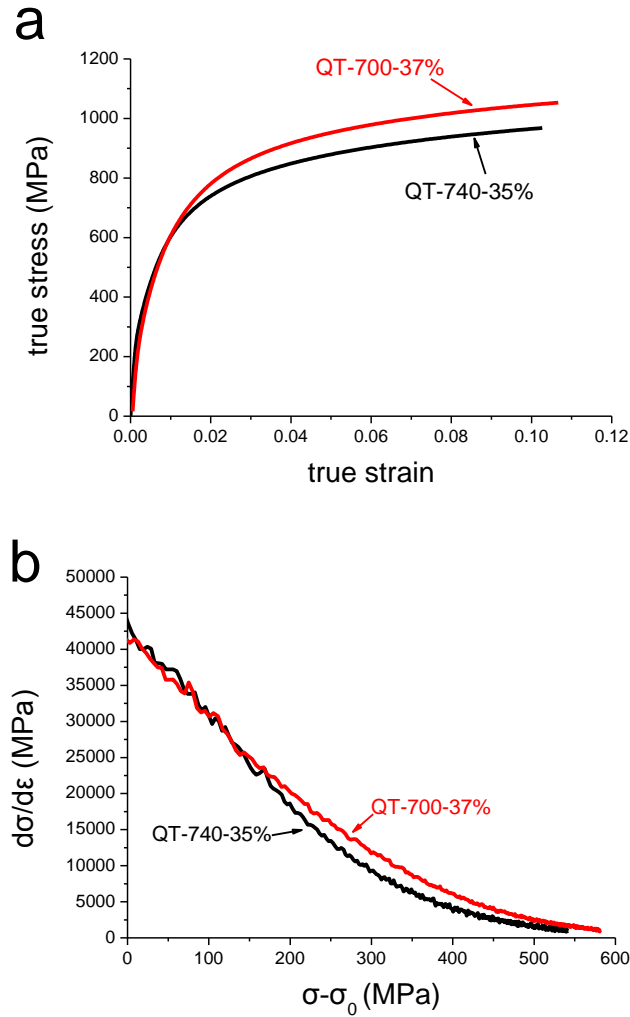 a
1200
1000
800
600
400
200
0
0.00 0.02 0.04 0.06 0.08 0.10 0.12
true stress (MPa)
true strain
QT-700-37%
QT-740-35%
b
50000
45000
40000
35000
30000
25000
20000
15000
10000
5000
0
0 100 200 300 400 500 600
dσ/dε (MPa)
σ-σ₀ (MPa)
QT-700-37%
QT-740-35%